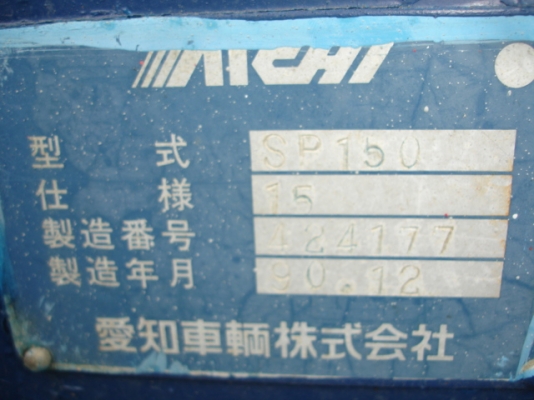 AICHI
型式 SP150
仕様 15
製造番号 424177
製造年月 90.12
愛知車輌株式会社